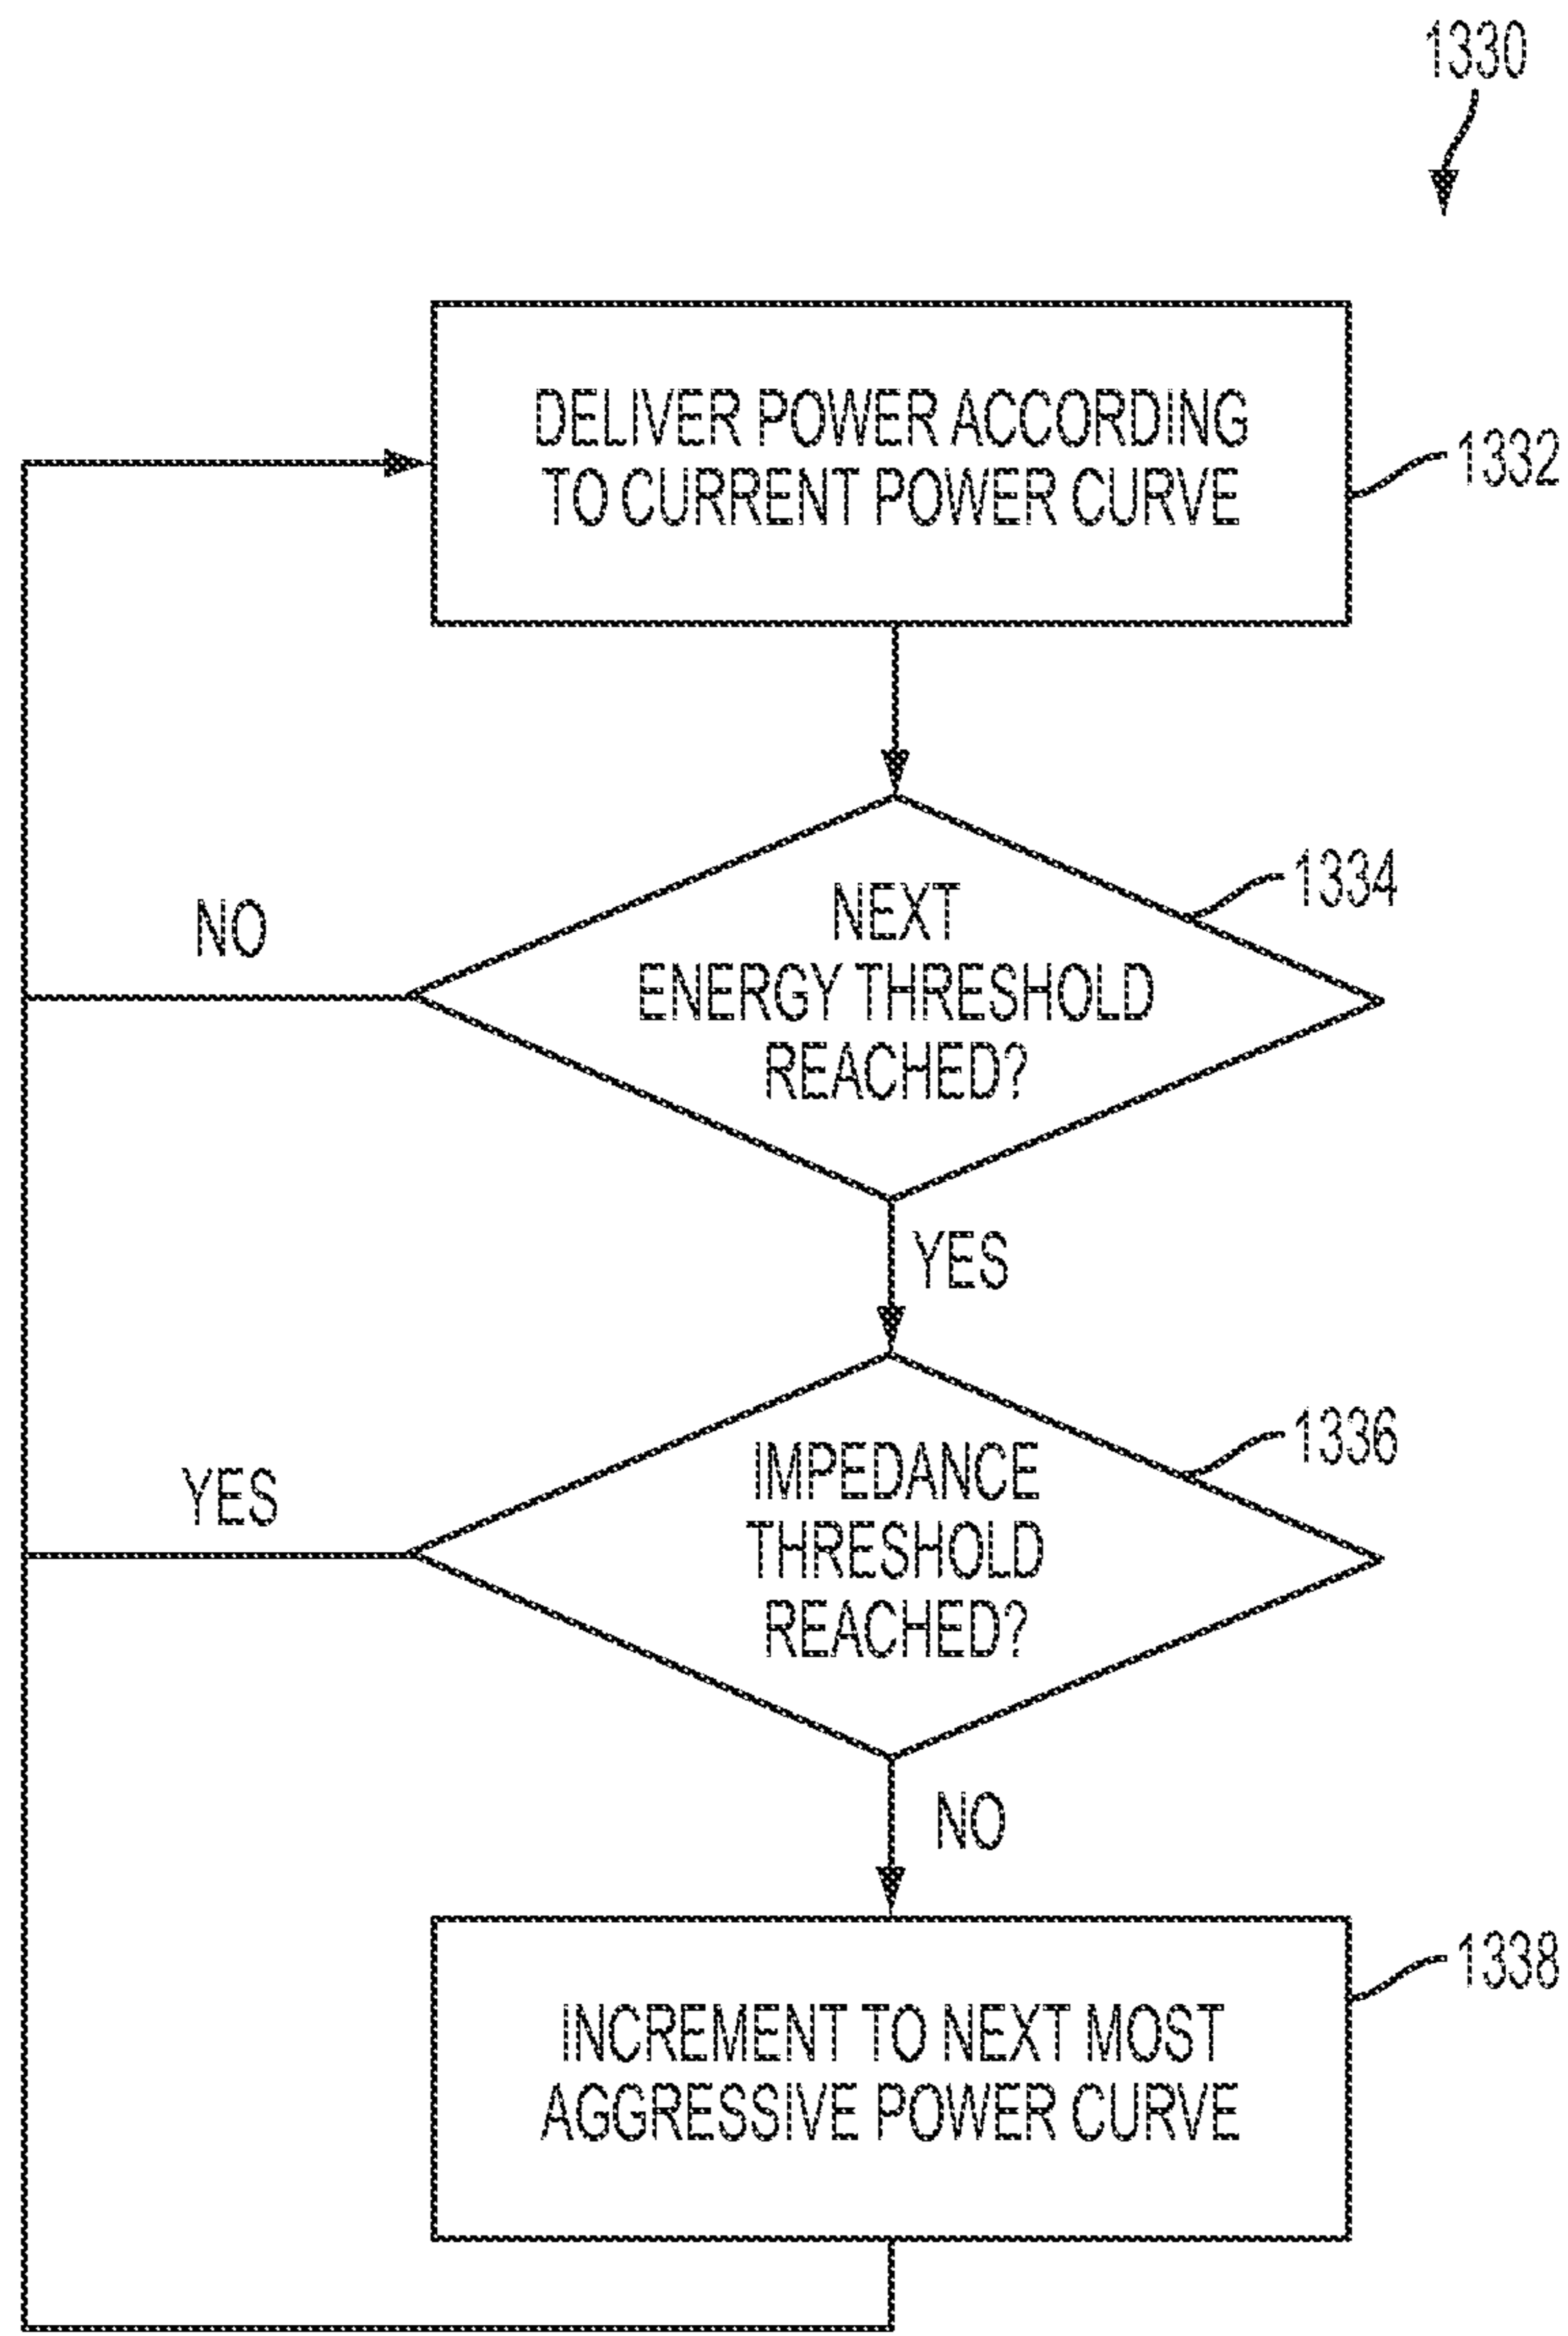 1330
DELIVER POWER ACCORDING
TO CURRENT POWER CURVE
1332
NEXT
ENERGY THRESHOLD
REACHED?
1334
NO
YES
IMPEDANCE
THRESHOLD
REACHED?
1336
YES
NO
INCREMENT TO NEXT MOST
AGGRESSIVE POWER CURVE
1338